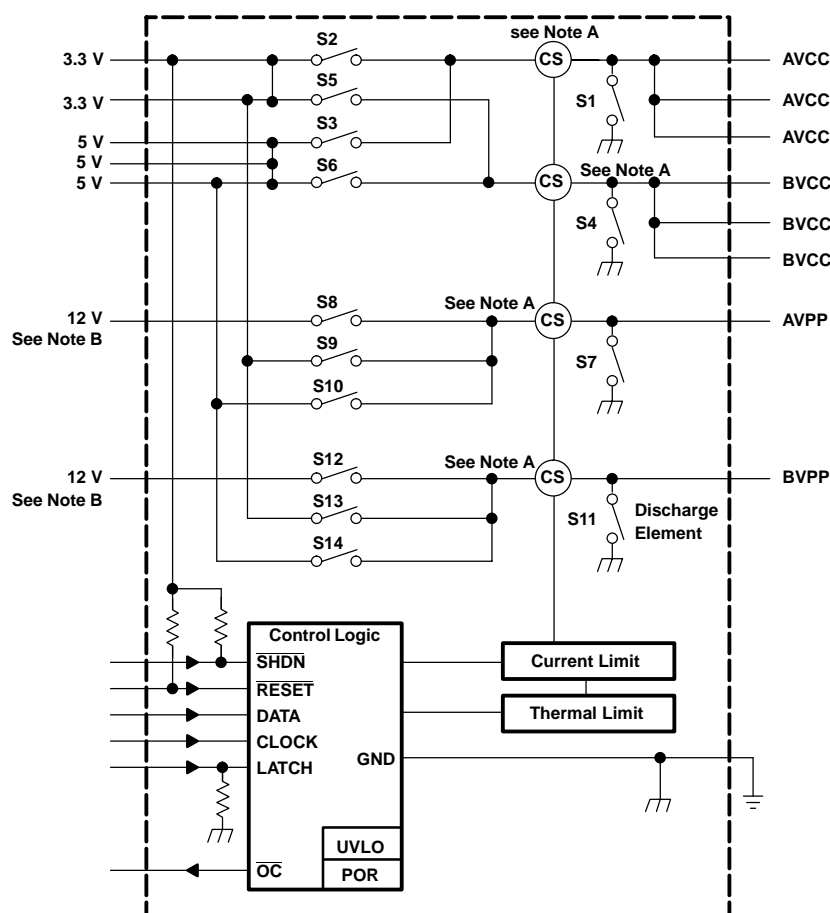 S2
see Note A
3.3 V
CS
AVCC
S5
3.3 V
S1
AVCC
S3
5 V
AVCC
5 V
S6
See Note A
5 V
CS
BVCC
S4
BVCC
BVCC
S8
See Note A
12 V
CS
AVPP
See Note B
S9
S7
S10
S12
See Note A
12 V
CS
BVPP
See Note B
S13
S11
Discharge
Element
S14
Control Logic
SHDN
Current Limit
RESET
DATA
Thermal Limit
CLOCK
LATCH
GND
UVLO
OC
POR